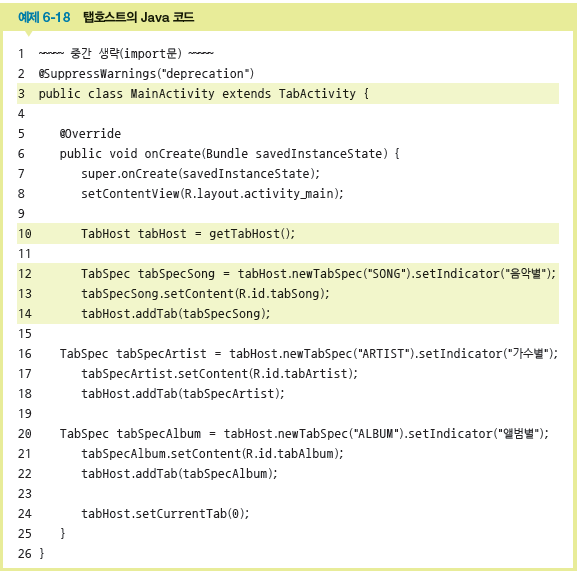 예제 6-18 탭호스트의 Java 코드
1 ~~~~ 중간 생략(import문) ~~~~
2 @SuppressWarnings("deprecation")
3 public class MainActivity extends TabActivity {
4
5 @Override
6 public void onCreate(Bundle savedInstanceState) {
7 super.onCreate(savedInstanceState);
8 setContentView(R.layout.activity_main);
9
10 TabHost tabHost = getTabHost();
11
12 TabSpec tabSpecSong = tabHost.newTabSpec("SONG").setIndicator("음악별");
13 tabSpecSong.setContent(R.id.tabSong);
14 tabHost.addTab(tabSpecSong);
15
16 TabSpec tabSpecArtist = tabHost.newTabSpec("ARTIST").setIndicator("가수별");
17 tabSpecArtist.setContent(R.id.tabArtist);
18 tabHost.addTab(tabSpecArtist);
19
20 TabSpec tabSpecAlbum = tabHost.newTabSpec("ALBUM").setIndicator("앨범별");
21 tabSpecAlbum.setContent(R.id.tabAlbum);
22 tabHost.addTab(tabSpecAlbum);
23
24 tabHost.setCurrentTab(0);
25 }
26 }